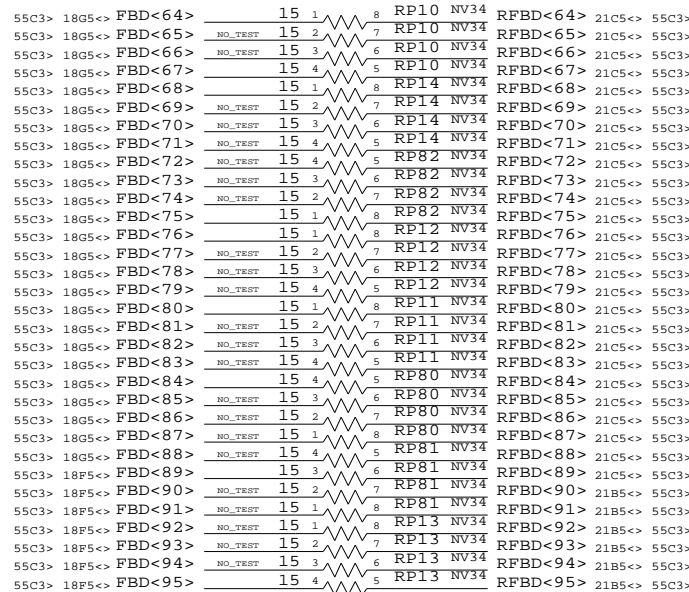 55C3> 18G5<> FBD<64> 15 1 8 RP10 NV34 RFBD<64> 21C5<> 55C3>
55C3> 18G5<> FBD<65> NO_TEST 15 2 7 RP10 NV34 RFBD<65> 21C5<> 55C3>
55C3> 18G5<> FBD<66> NO_TEST 15 3 6 RP10 NV34 RFBD<66> 21C5<> 55C3>
55C3> 18G5<> FBD<67> 15 4 5 RP10 NV34 RFBD<67> 21C5<> 55C3>
55C3> 18G5<> FBD<68> 15 1 8 RP14 NV34 RFBD<68> 21C5<> 55C3>
55C3> 18G5<> FBD<69> NO_TEST 15 2 7 RP14 NV34 RFBD<69> 21C5<> 55C3>
55C3> 18G5<> FBD<70> NO_TEST 15 3 6 RP14 NV34 RFBD<70> 21C5<> 55C3>
55C3> 18G5<> FBD<71> NO_TEST 15 4 5 RP14 NV34 RFBD<71> 21C5<> 55C3>
55C3> 18G5<> FBD<72> NO_TEST 15 4 5 RP82 NV34 RFBD<72> 21C5<> 55C3>
55C3> 18G5<> FBD<73> NO_TEST 15 3 6 RP82 NV34 RFBD<73> 21C5<> 55C3>
55C3> 18G5<> FBD<74> NO_TEST 15 2 7 RP82 NV34 RFBD<74> 21C5<> 55C3>
55C3> 18G5<> FBD<75> 15 1 8 RP82 NV34 RFBD<75> 21C5<> 55C3>
55C3> 18G5<> FBD<76> 15 1 8 RP12 NV34 RFBD<76> 21C5<> 55C3>
55C3> 18G5<> FBD<77> NO_TEST 15 2 7 RP12 NV34 RFBD<77> 21C5<> 55C3>
55C3> 18G5<> FBD<78> NO_TEST 15 3 6 RP12 NV34 RFBD<78> 21C5<> 55C3>
55C3> 18G5<> FBD<79> NO_TEST 15 4 5 RP12 NV34 RFBD<79> 21C5<> 55C3>
55C3> 18G5<> FBD<80> 15 1 8 RP11 NV34 RFBD<80> 21C5<> 55C3>
55C3> 18G5<> FBD<81> NO_TEST 15 2 7 RP11 NV34 RFBD<81> 21C5<> 55C3>
55C3> 18G5<> FBD<82> NO_TEST 15 3 6 RP11 NV34 RFBD<82> 21C5<> 55C3>
55C3> 18G5<> FBD<83> NO_TEST 15 4 5 RP11 NV34 RFBD<83> 21C5<> 55C3>
55C3> 18G5<> FBD<84> 15 4 5 RP80 NV34 RFBD<84> 21C5<> 55C3>
55C3> 18G5<> FBD<85> NO_TEST 15 3 6 RP80 NV34 RFBD<85> 21C5<> 55C3>
55C3> 18G5<> FBD<86> NO_TEST 15 2 7 RP80 NV34 RFBD<86> 21C5<> 55C3>
55C3> 18G5<> FBD<87> NO_TEST 15 1 8 RP80 NV34 RFBD<87> 21C5<> 55C3>
55C3> 18G5<> FBD<88> NO_TEST 15 4 5 RP81 NV34 RFBD<88> 21C5<> 55C3>
55C3> 18F5<> FBD<89> 15 3 6 RP81 NV34 RFBD<89> 21C5<> 55C3>
55C3> 18F5<> FBD<90> NO_TEST 15 2 7 RP81 NV34 RFBD<90> 21B5<> 55C3>
55C3> 18F5<> FBD<91> NO_TEST 15 1 8 RP81 NV34 RFBD<91> 21B5<> 55C3>
55C3> 18F5<> FBD<92> NO_TEST 15 1 8 RP13 NV34 RFBD<92> 21B5<> 55C3>
55C3> 18F5<> FBD<93> NO_TEST 15 2 7 RP13 NV34 RFBD<93> 21B5<> 55C3>
55C3> 18F5<> FBD<94> NO_TEST 15 3 6 RP13 NV34 RFBD<94> 21B5<> 55C3>
55C3> 18F5<> FBD<95> 15 4 5 RP13 NV34 RFBD<95> 21B5<> 55C3>